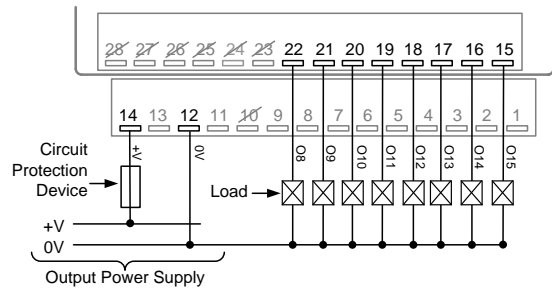 28 27 26 25 24 23 22 21 20 19 18 17 16 15
14 13 12 11 10 9 8 7 6 5 4 3 2 1
+V 0V O8 O9 O10 O11 O12 O13 O14 O15
Circuit
Protection
Device
Load
+V
0V
Output Power Supply